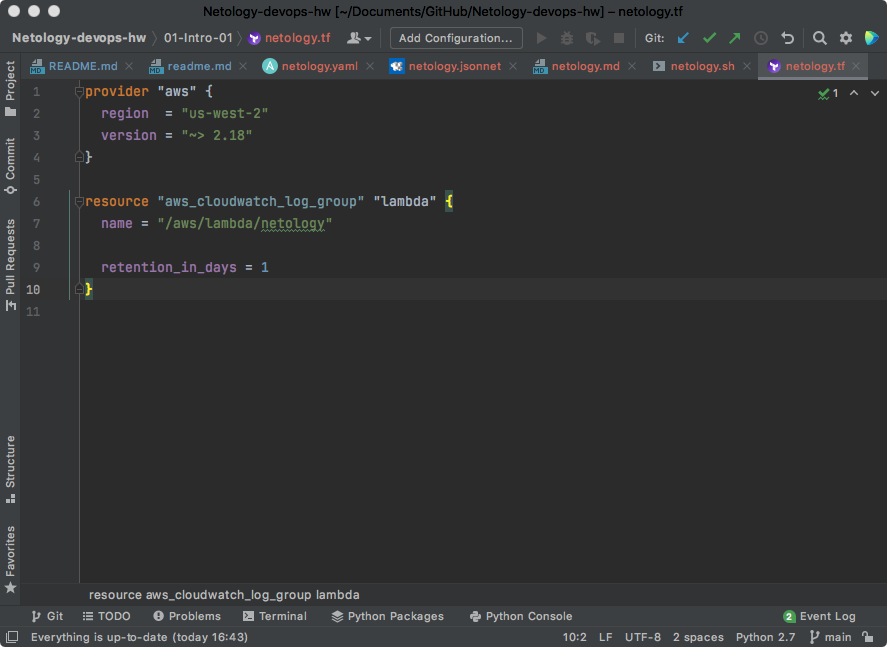 Netology-devops-hw [~/Documents/GitHub/Netology-devops-hw] – netology.tf
Netology-devops-hw 01-Intro-01 netology.tf Add Configuration... Git:
README.md readme.md netology.yaml netology.jsonnet netology.md netology.sh netology.tf
1 provider "aws" {
2 region  = "us-west-2"
3 version = "~> 2.18"
4 }
5
6 resource "aws_cloudwatch_log_group" "lambda" {
7 name = "/aws/lambda/netology"
8
9 retention_in_days = 1
10 }
11
1
Project
Commit
Pull Requests
Structure
Favorites
resource aws_cloudwatch_log_group lambda
Git TODO Problems Terminal Python Packages Python Console 2 Event Log
Everything is up-to-date (today 16:43) 10:2 LF UTF-8 2 spaces Python 2.7 main